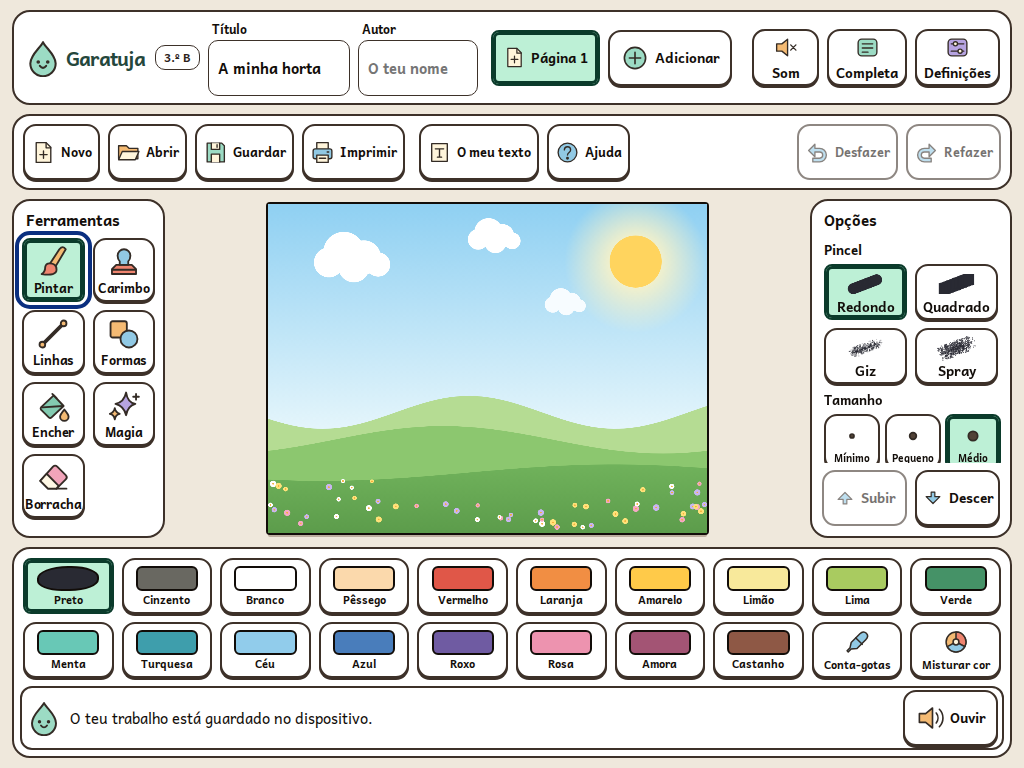 Garatuja
3.º B
Título
A minha horta
Autor
O teu nome
Página 1
Adicionar
Som
Completa
Definições
Novo
Abrir
Guardar
Imprimir
O meu texto
Ajuda
Desfazer
Refazer
Ferramentas
Pintar
Carimbo
Linhas
Formas
Encher
Magia
Borracha
Opções
Pincel
Redondo
Quadrado
Giz
Spray
Tamanho
Mínimo
Pequeno
Médio
Subir
Descer
Preto
Cinzento
Branco
Pêssego
Vermelho
Laranja
Amarelo
Limão
Lima
Verde
Menta
Turquesa
Céu
Azul
Roxo
Rosa
Amora
Castanho
Conta-gotas
Misturar cor
O teu trabalho está guardado no dispositivo.
Ouvir